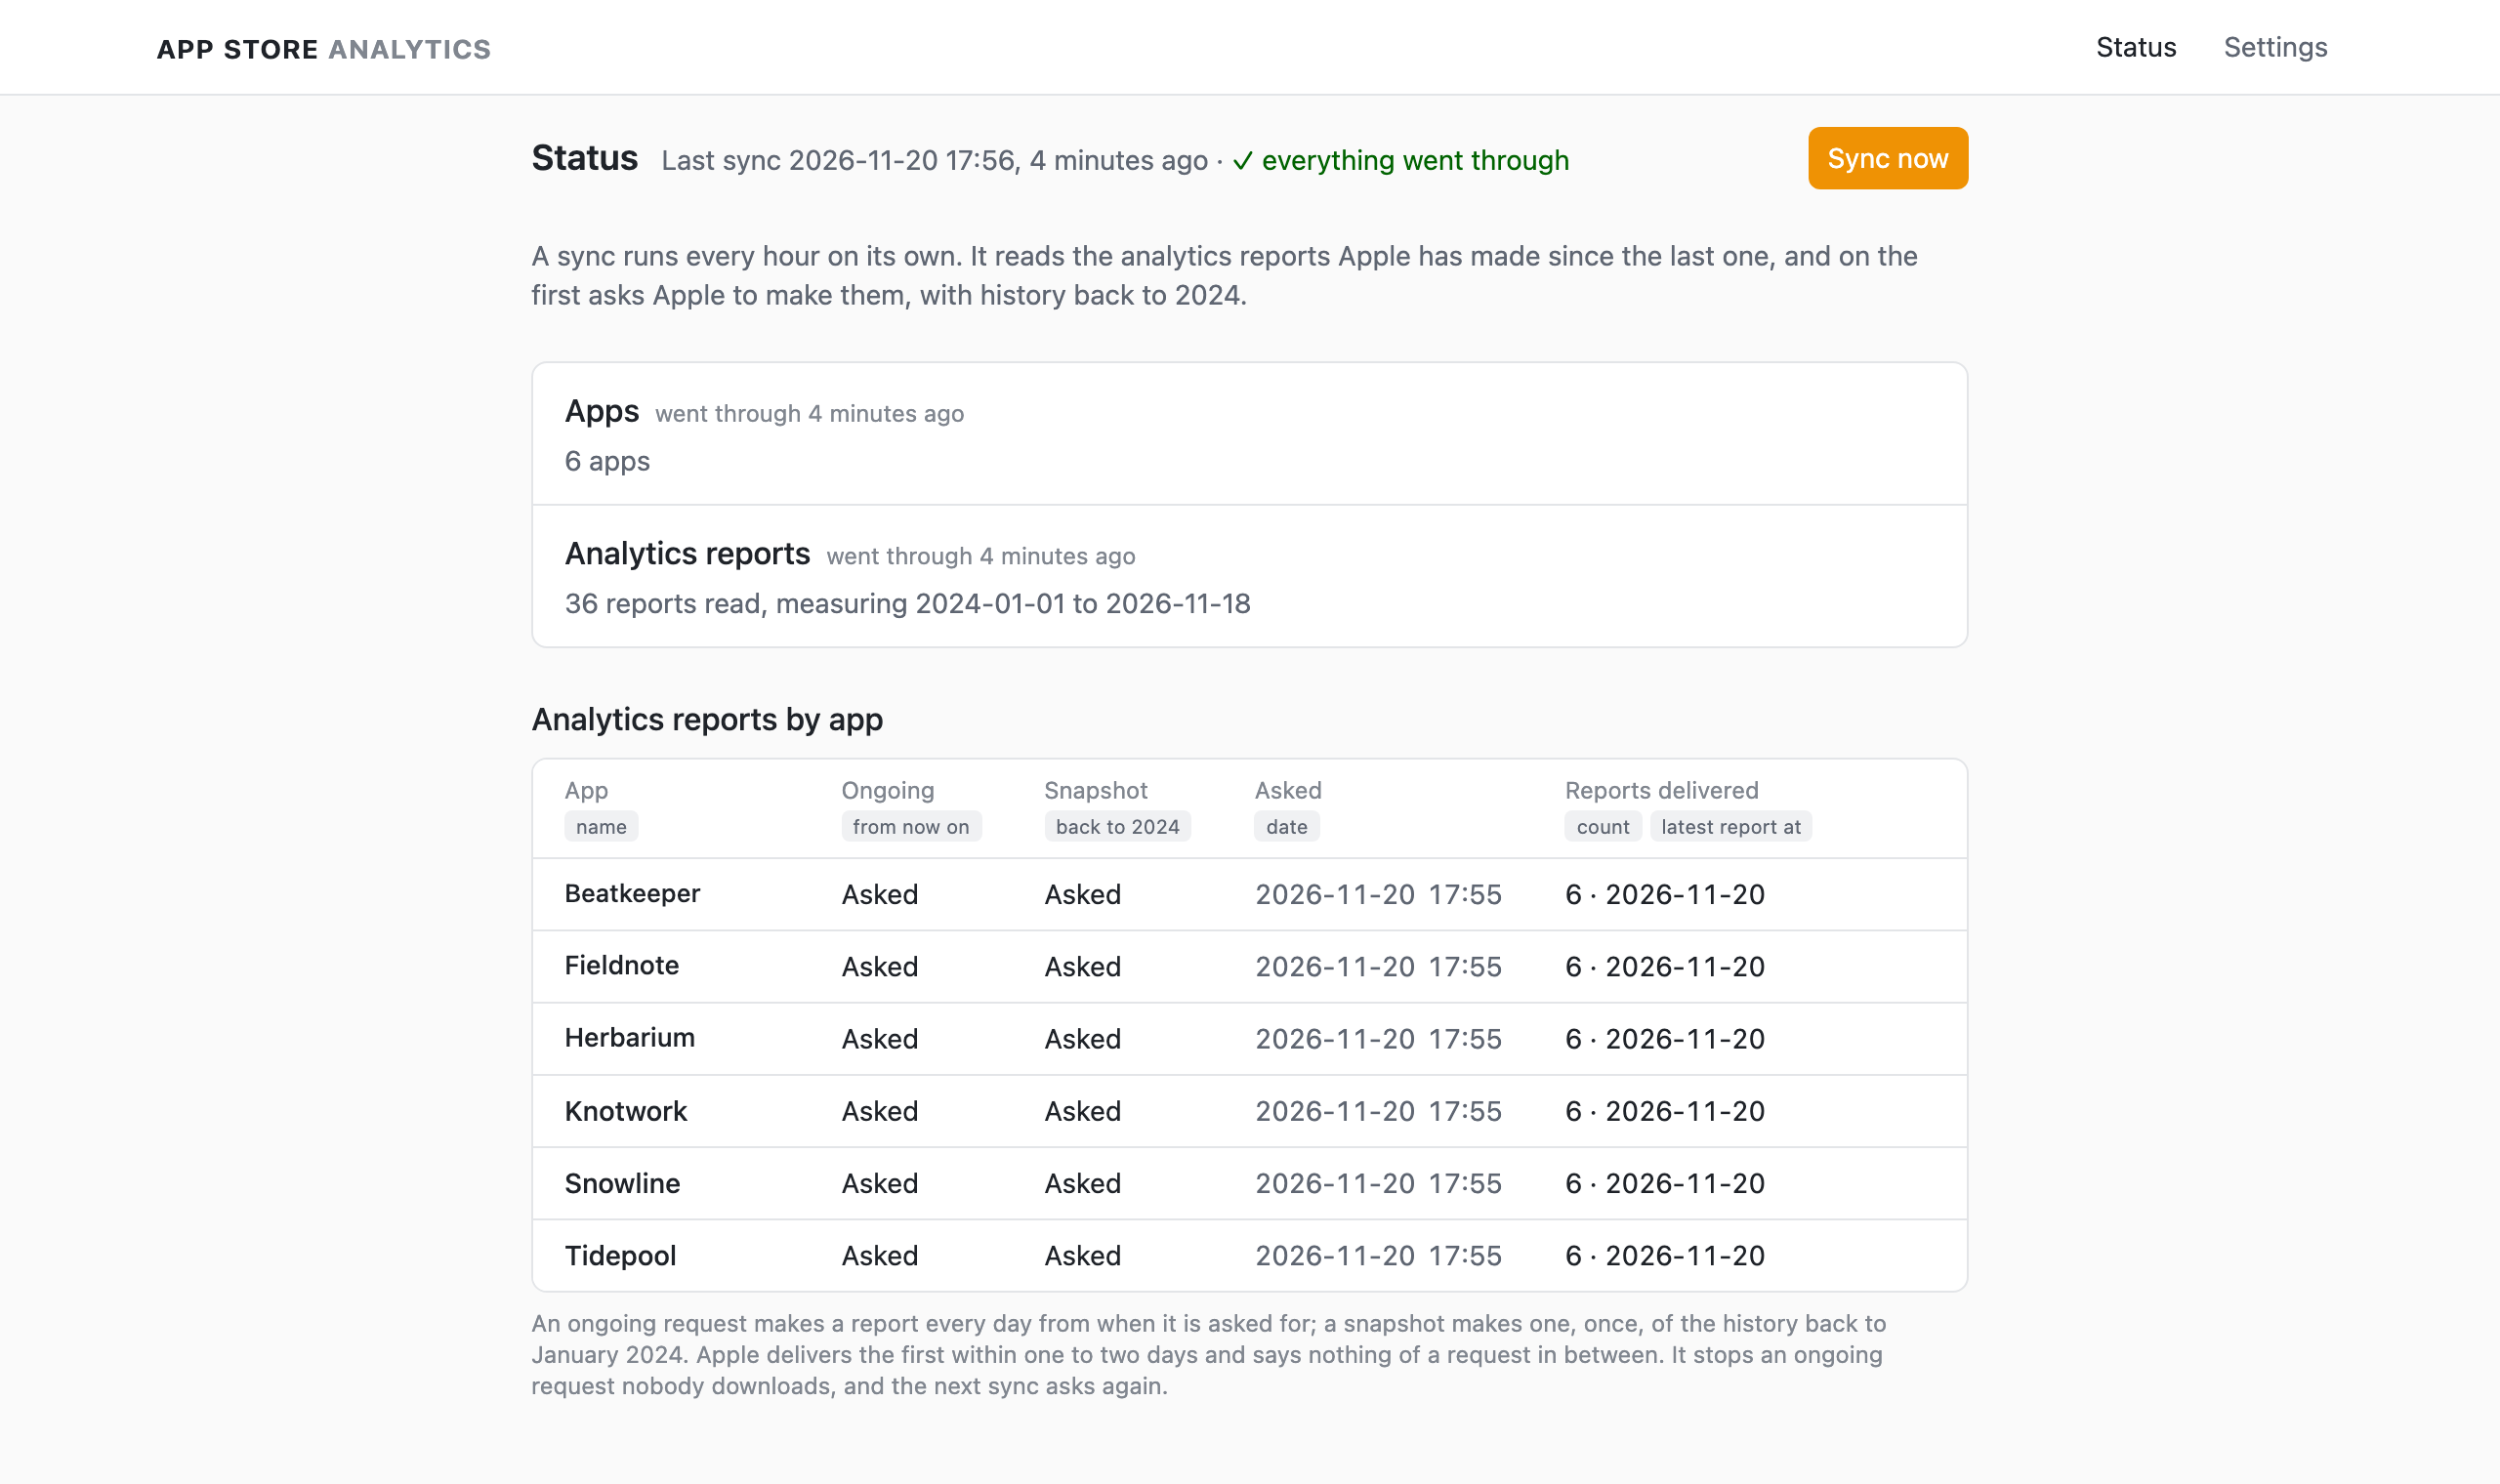 APP STORE ANALYTICS
Status
Settings
Status
Last sync 2026-11-20 17:56, 4 minutes ago · ✓ everything went through
Sync now
A sync runs every hour on its own. It reads the analytics reports Apple has made since the last one, and on the
first asks Apple to make them, with history back to 2024.
Apps went through 4 minutes ago
6 apps
Analytics reports went through 4 minutes ago
36 reports read, measuring 2024-01-01 to 2026-11-18
Analytics reports by app
App Ongoing Snapshot Asked Reports delivered
name from now on back to 2024 date count latest report at
Beatkeeper Asked Asked 2026-11-20 17:55 6 · 2026-11-20
Fieldnote Asked Asked 2026-11-20 17:55 6 · 2026-11-20
Herbarium Asked Asked 2026-11-20 17:55 6 · 2026-11-20
Knotwork Asked Asked 2026-11-20 17:55 6 · 2026-11-20
Snowline Asked Asked 2026-11-20 17:55 6 · 2026-11-20
Tidepool Asked Asked 2026-11-20 17:55 6 · 2026-11-20
An ongoing request makes a report every day from when it is asked for; a snapshot makes one, once, of the history back to
January 2024. Apple delivers the first within one to two days and says nothing of a request in between. It stops an ongoing
request nobody downloads, and the next sync asks again.